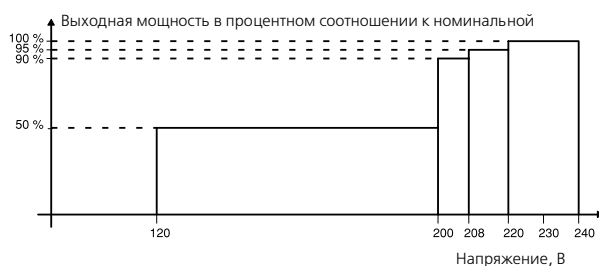 Выходная мощность в процентном соотношении к номинальной
100 %
95 %
90 %
50 %
120 200 208 220 230 240
Напряжение, В